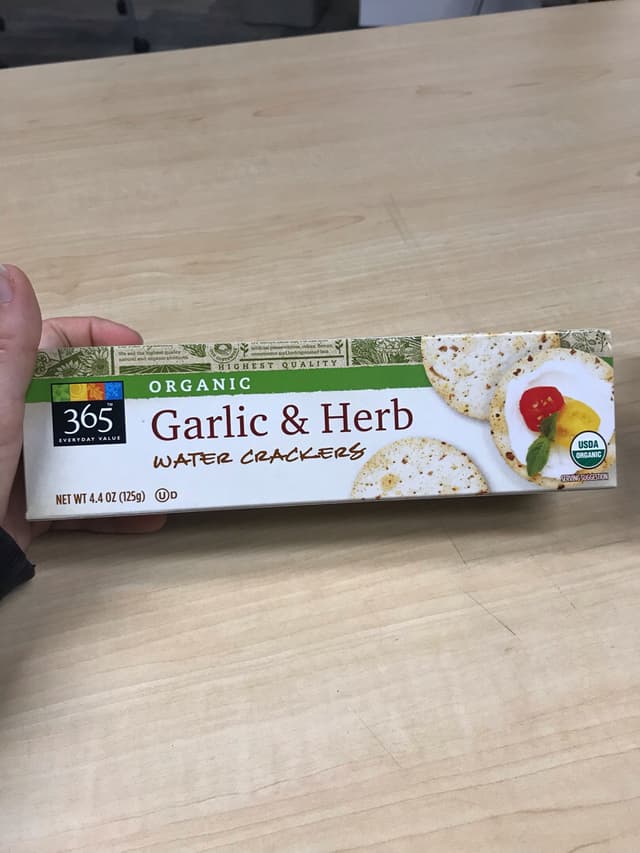 HIGHEST QUALITY
ORGANIC
365™
EVERYDAY VALUE
Garlic & Herb
WATER CRACKERS
NET WT 4.4 OZ (125g) U D
USDA
ORGANIC
SERVING SUGGESTION